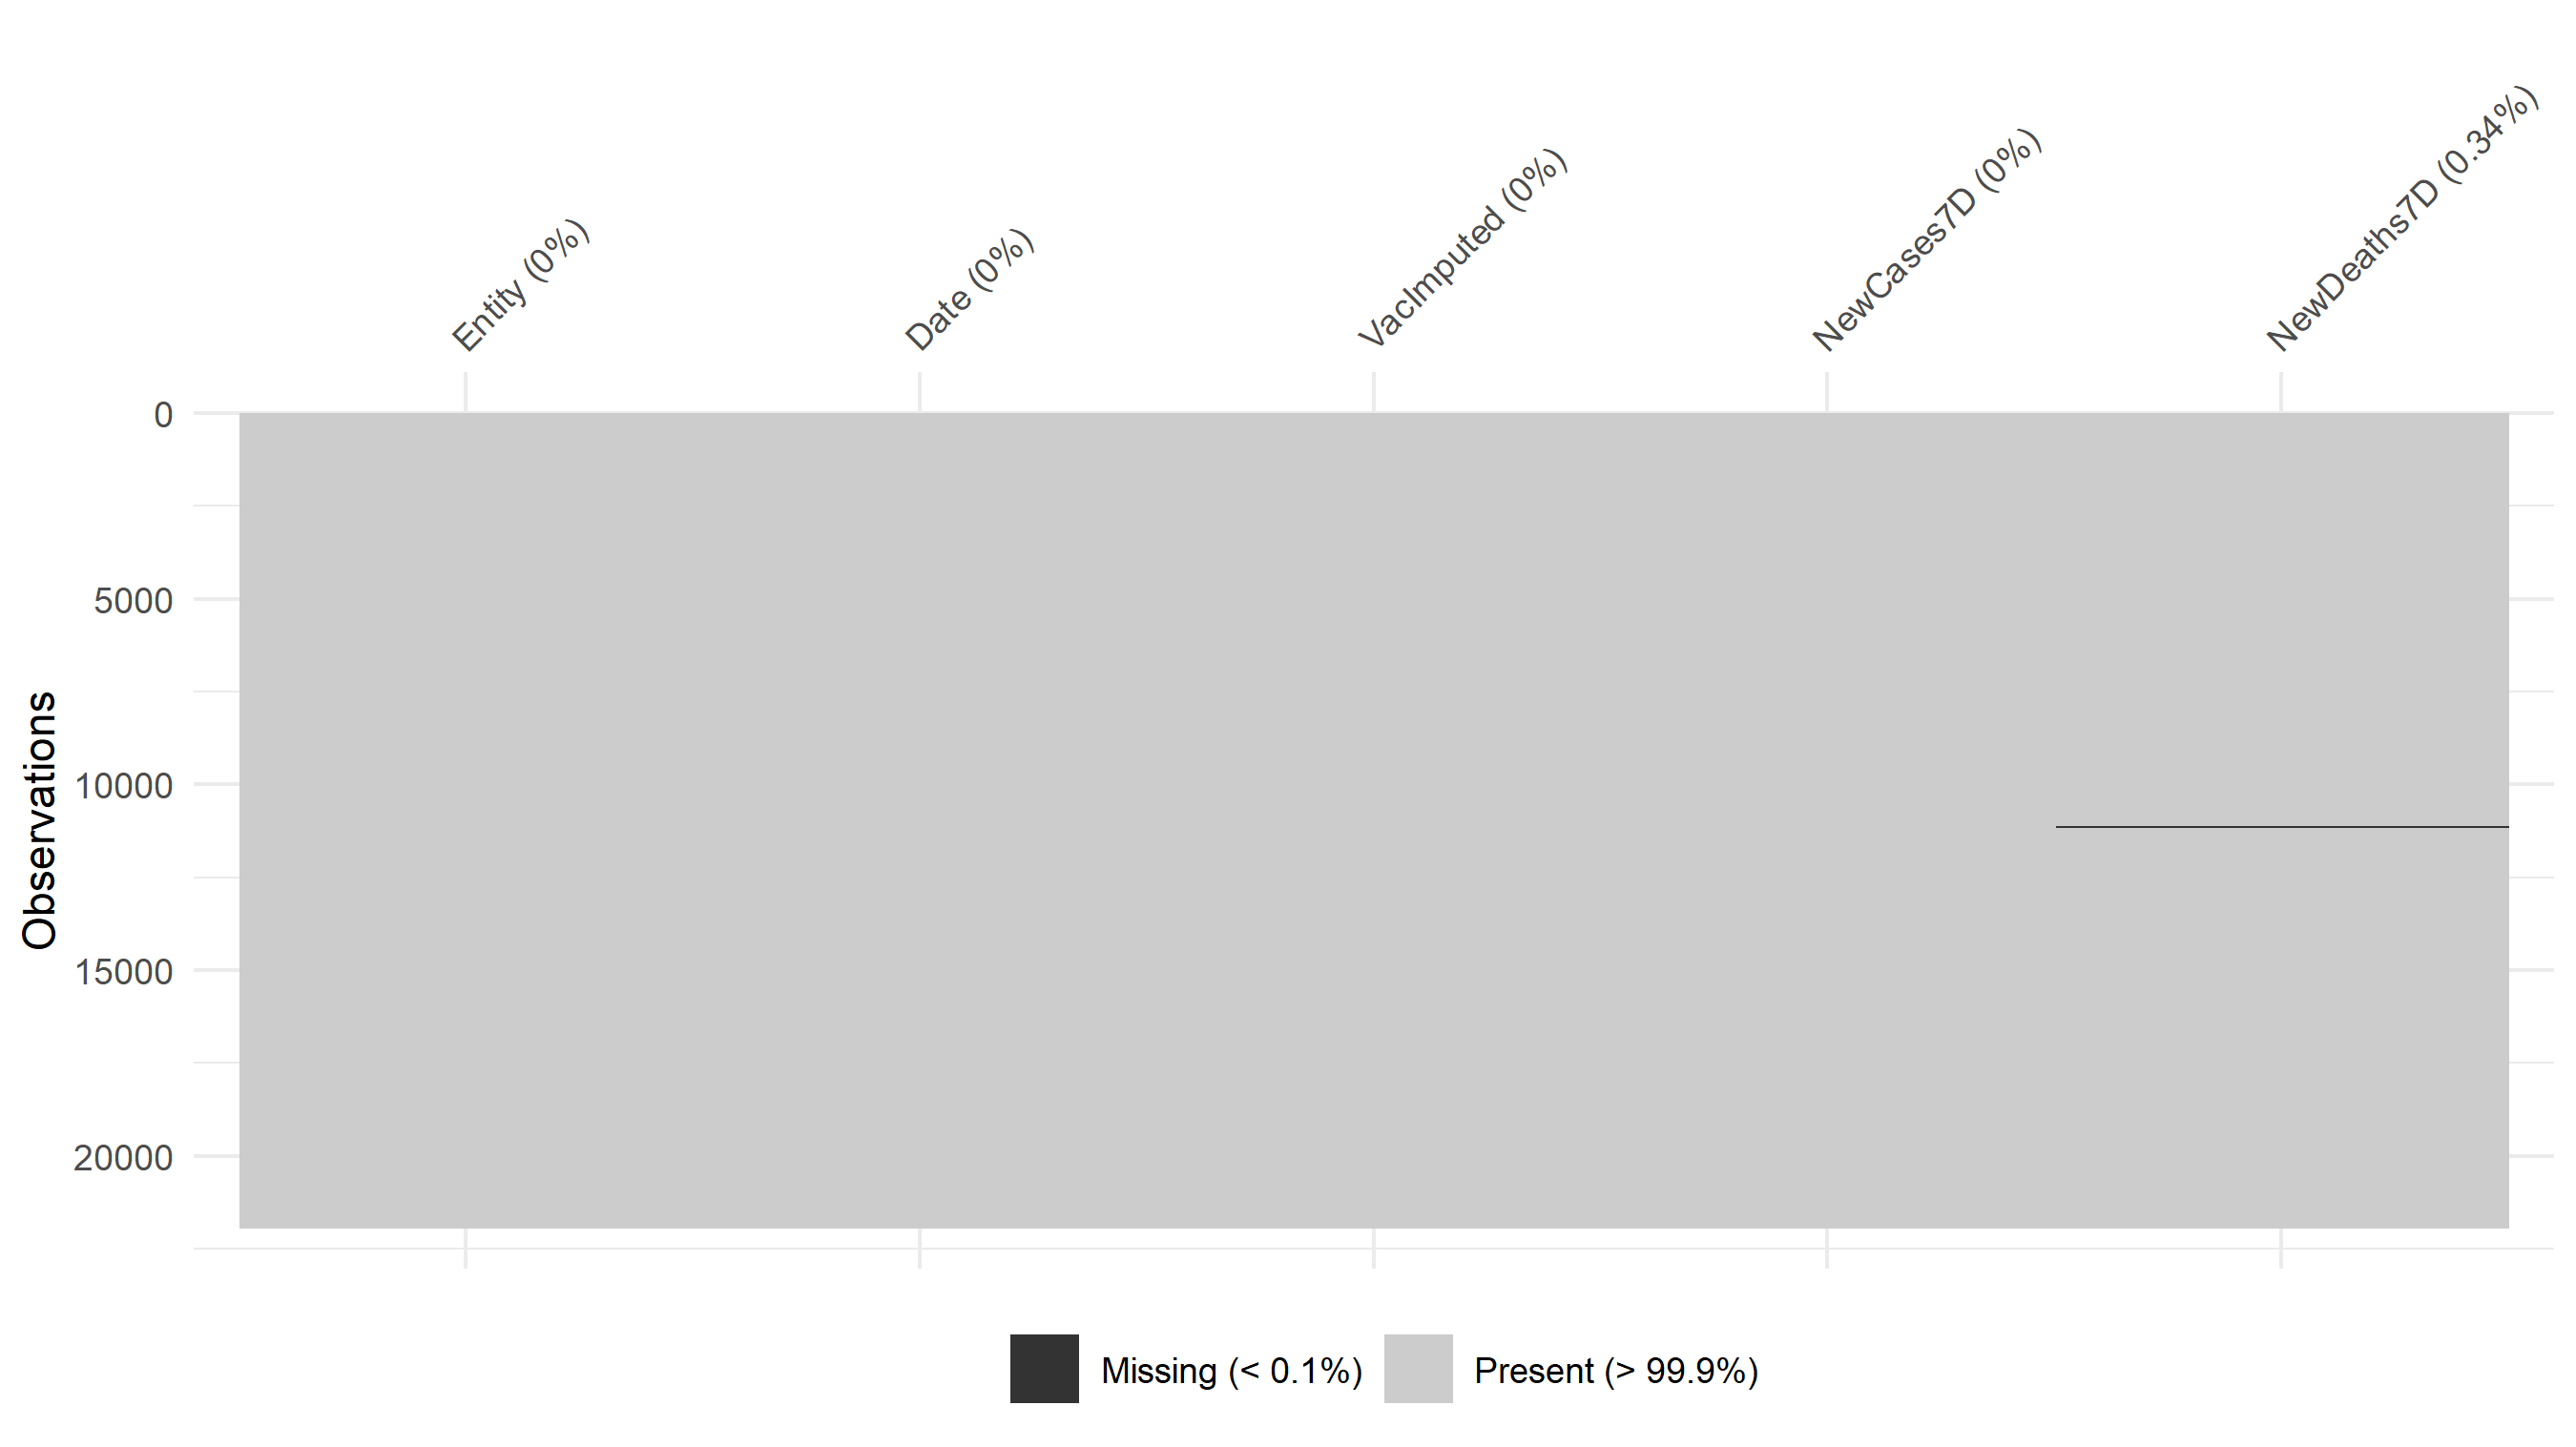 Entity (0%)
Date (0%)
VacImputed (0%)
NewCases7D (0%)
NewDeaths7D (0.34%)
0
5000
10000
15000
20000
Observations
Missing (< 0.1%)
Present (> 99.9%)